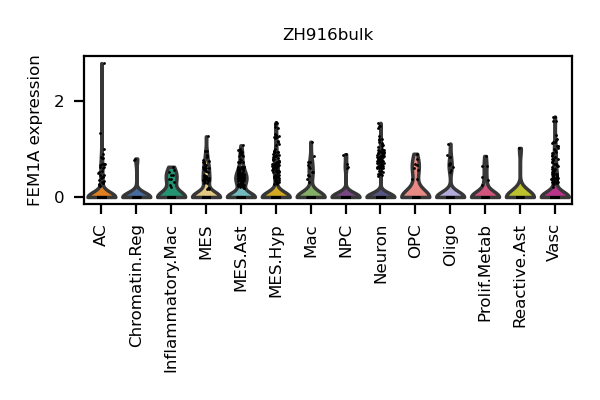 ZH916bulk
FEM1A expression
2
0
AC
Chromatin.Reg
Inflammatory.Mac
MES
MES.Ast
MES.Hyp
Mac
NPC
Neuron
OPC
Oligo
Prolif.Metab
Reactive.Ast
Vasc